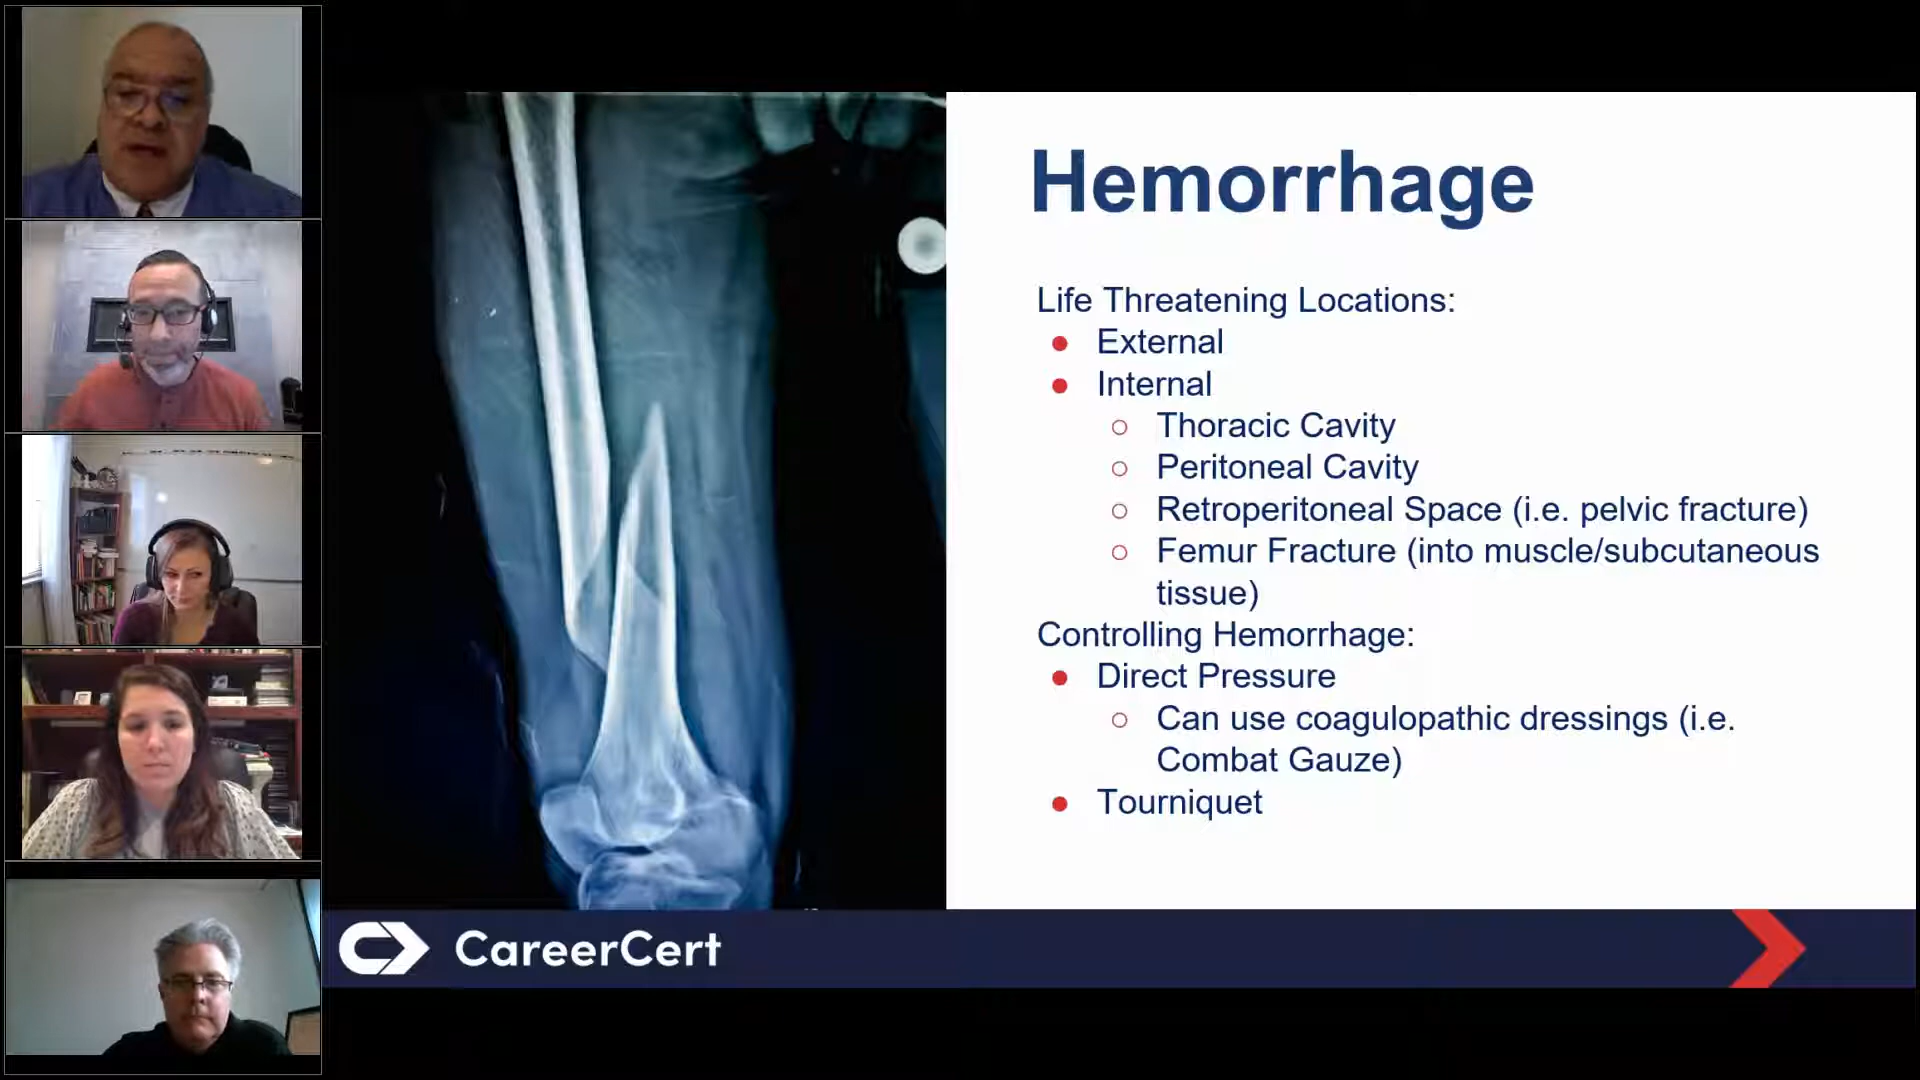 Hemorrhage
Life Threatening Locations:
External
Internal
Thoracic Cavity
Peritoneal Cavity
Retroperitoneal Space (i.e. pelvic fracture)
Femur Fracture (into muscle/subcutaneous
tissue)
Controlling Hemorrhage:
Direct Pressure
Can use coagulopathic dressings (i.e.
Combat Gauze)
Tourniquet
CareerCert